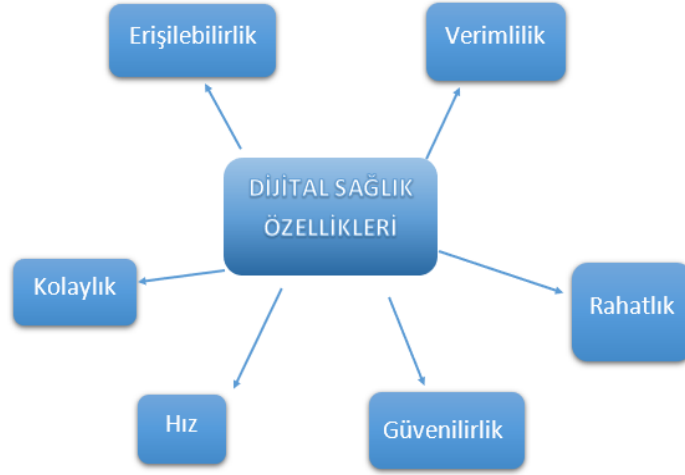 Erişilebilirlik
Verimlilik
DİJİTAL SAĞLIK
ÖZELLİKLERİ
Kolaylık
Rahatlık
Hız
Güvenilirlik